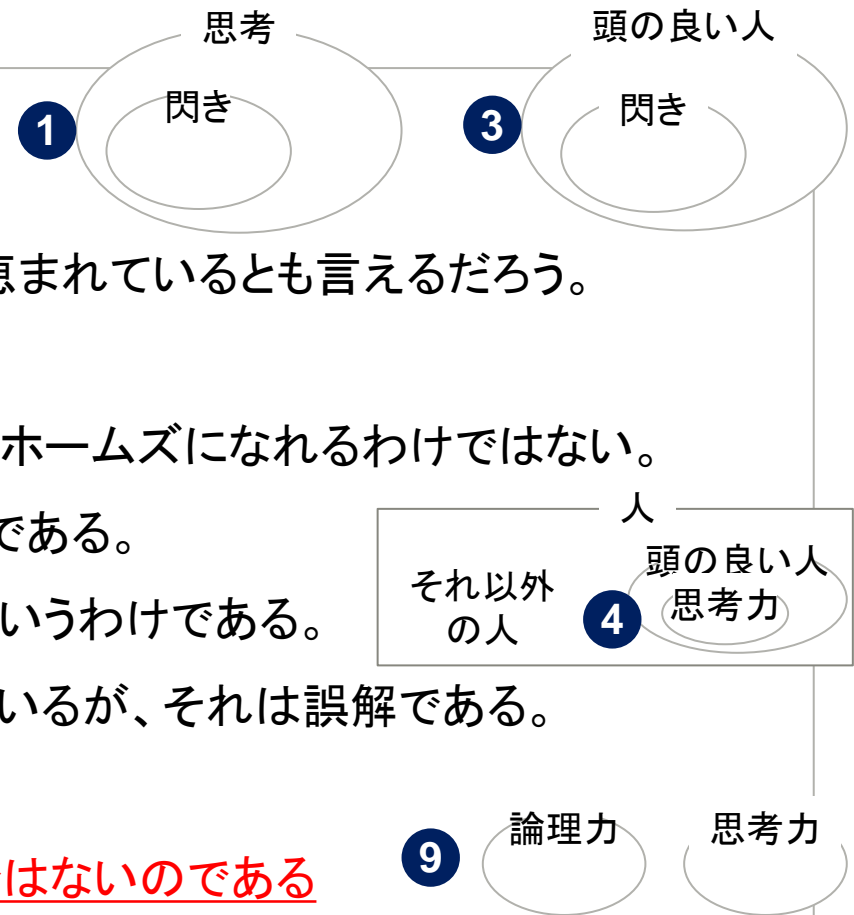 思考
頭の良い人
1
閃き
3
閃き
恵まれているとも言えるだろう。
ホームズになれるわけではない。
である。
人
頭の良い人
それ以外
の人
4
思考力
いうわけである。
いるが、それは誤解である。
9
論理力
思考力
はないのである